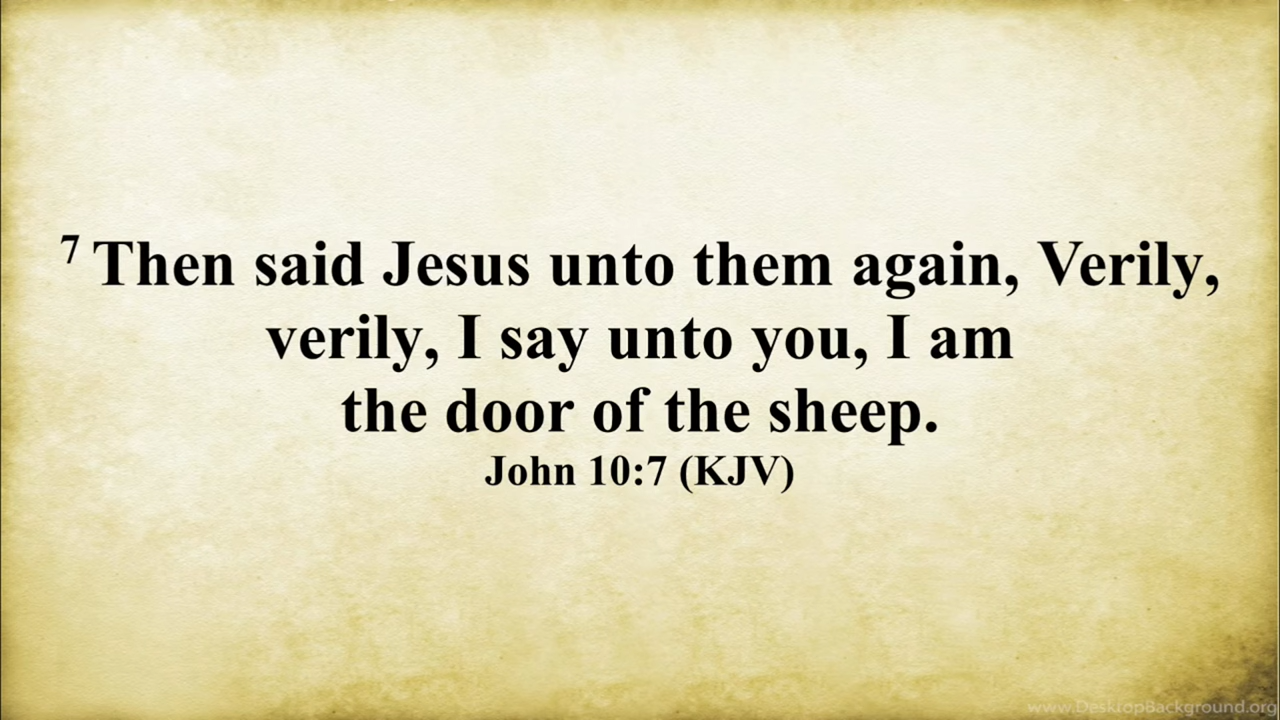 7 Then said Jesus unto them again, Verily,
verily, I say unto you, I am
the door of the sheep.
John 10:7 (KJV)
www.DesktopBackground.org